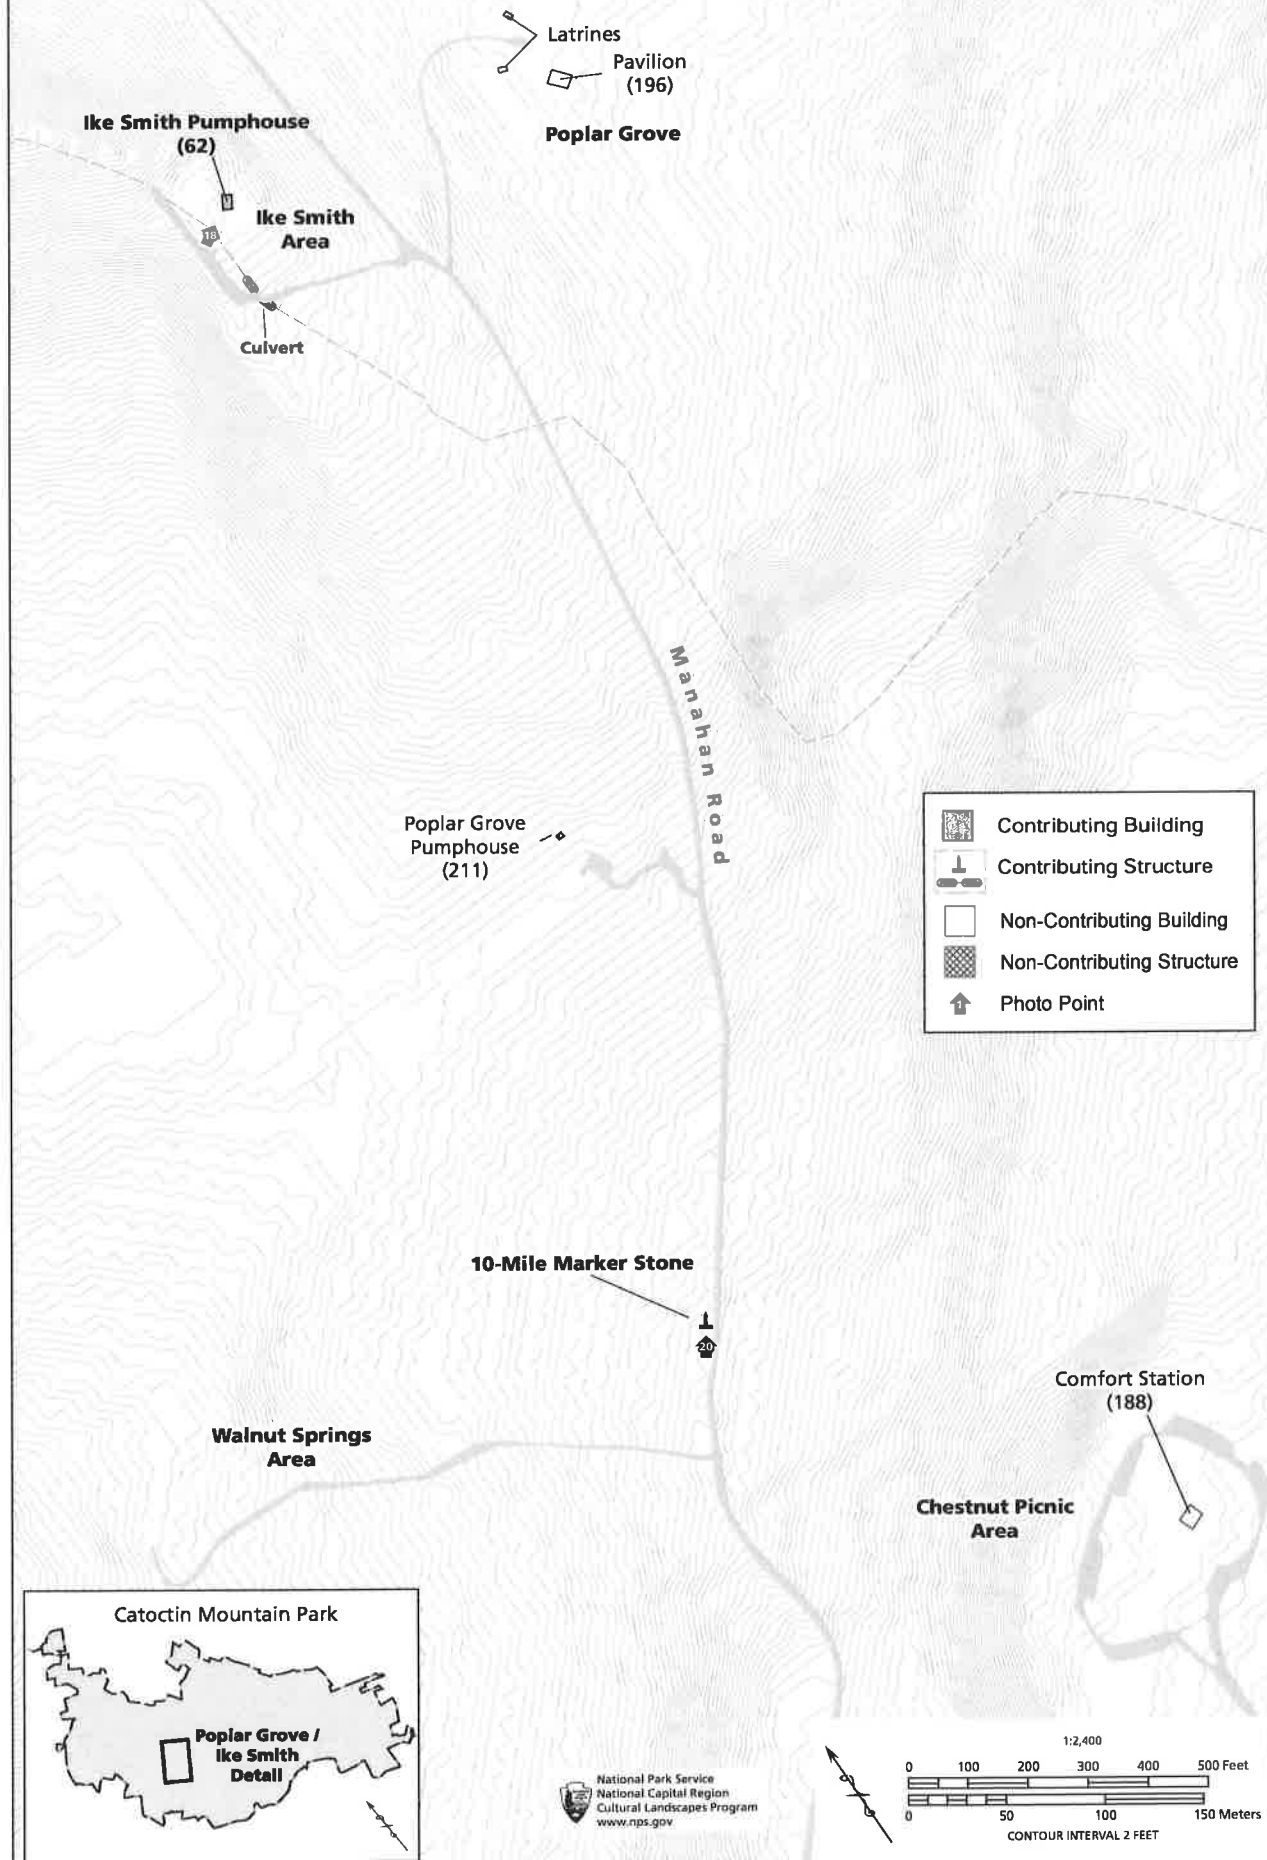 Latrines
Pavilion
(196)
Poplar Grove
Ike Smith Pumphouse
(62)
Ike Smith
Area
18
Culvert
Manahan Road
Poplar Grove
Pumphouse
(211)
Contributing Building
Contributing Structure
Non-Contributing Building
Non-Contributing Structure
1
Photo Point
10-Mile Marker Stone
20
Comfort Station
(188)
Walnut Springs
Area
Chestnut Picnic
Area
Catoctin Mountain Park
Poplar Grove /
Ike Smith
Detail
National Park Service
National Capital Region
Cultural Landscapes Program
www.nps.gov
1:2,400
0 100 200 300 400 500 Feet
0 50 100 150 Meters
CONTOUR INTERVAL 2 FEET